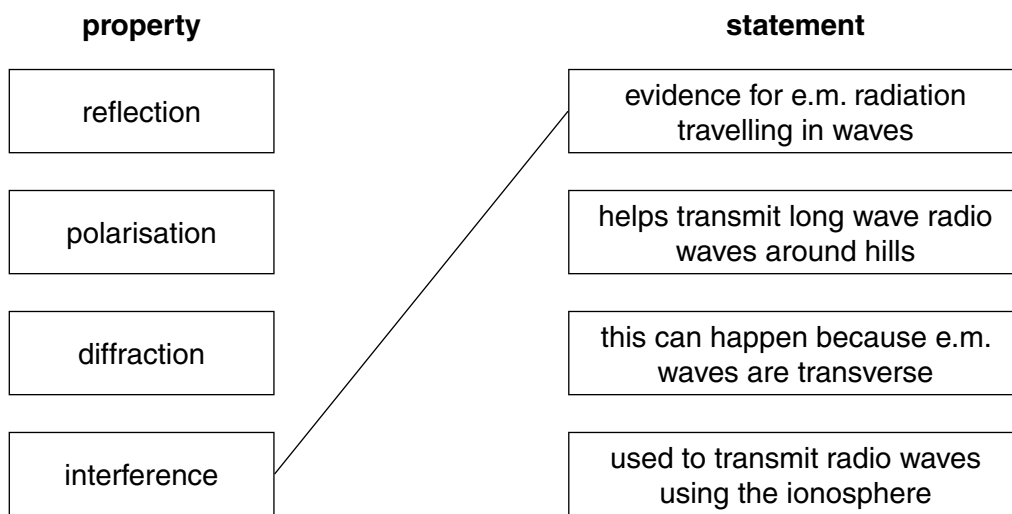 property
statement
reflection
evidence for e.m. radiation
travelling in waves
polarisation
helps transmit long wave radio
waves around hills
diffraction
this can happen because e.m.
waves are transverse
interference
used to transmit radio waves
using the ionosphere